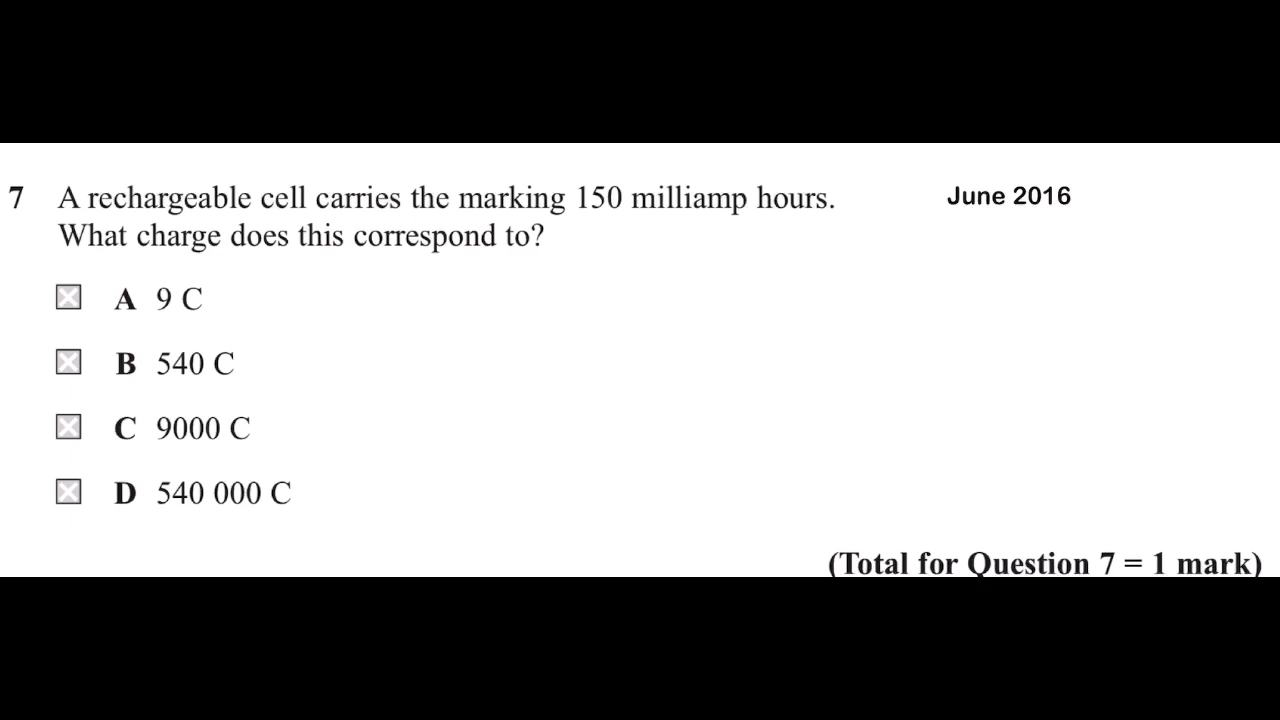 7 A rechargeable cell carries the marking 150 milliamp hours. June 2016
What charge does this correspond to?
A 9 C
B 540 C
C 9000 C
D 540 000 C
(Total for Question 7 = 1 mark)